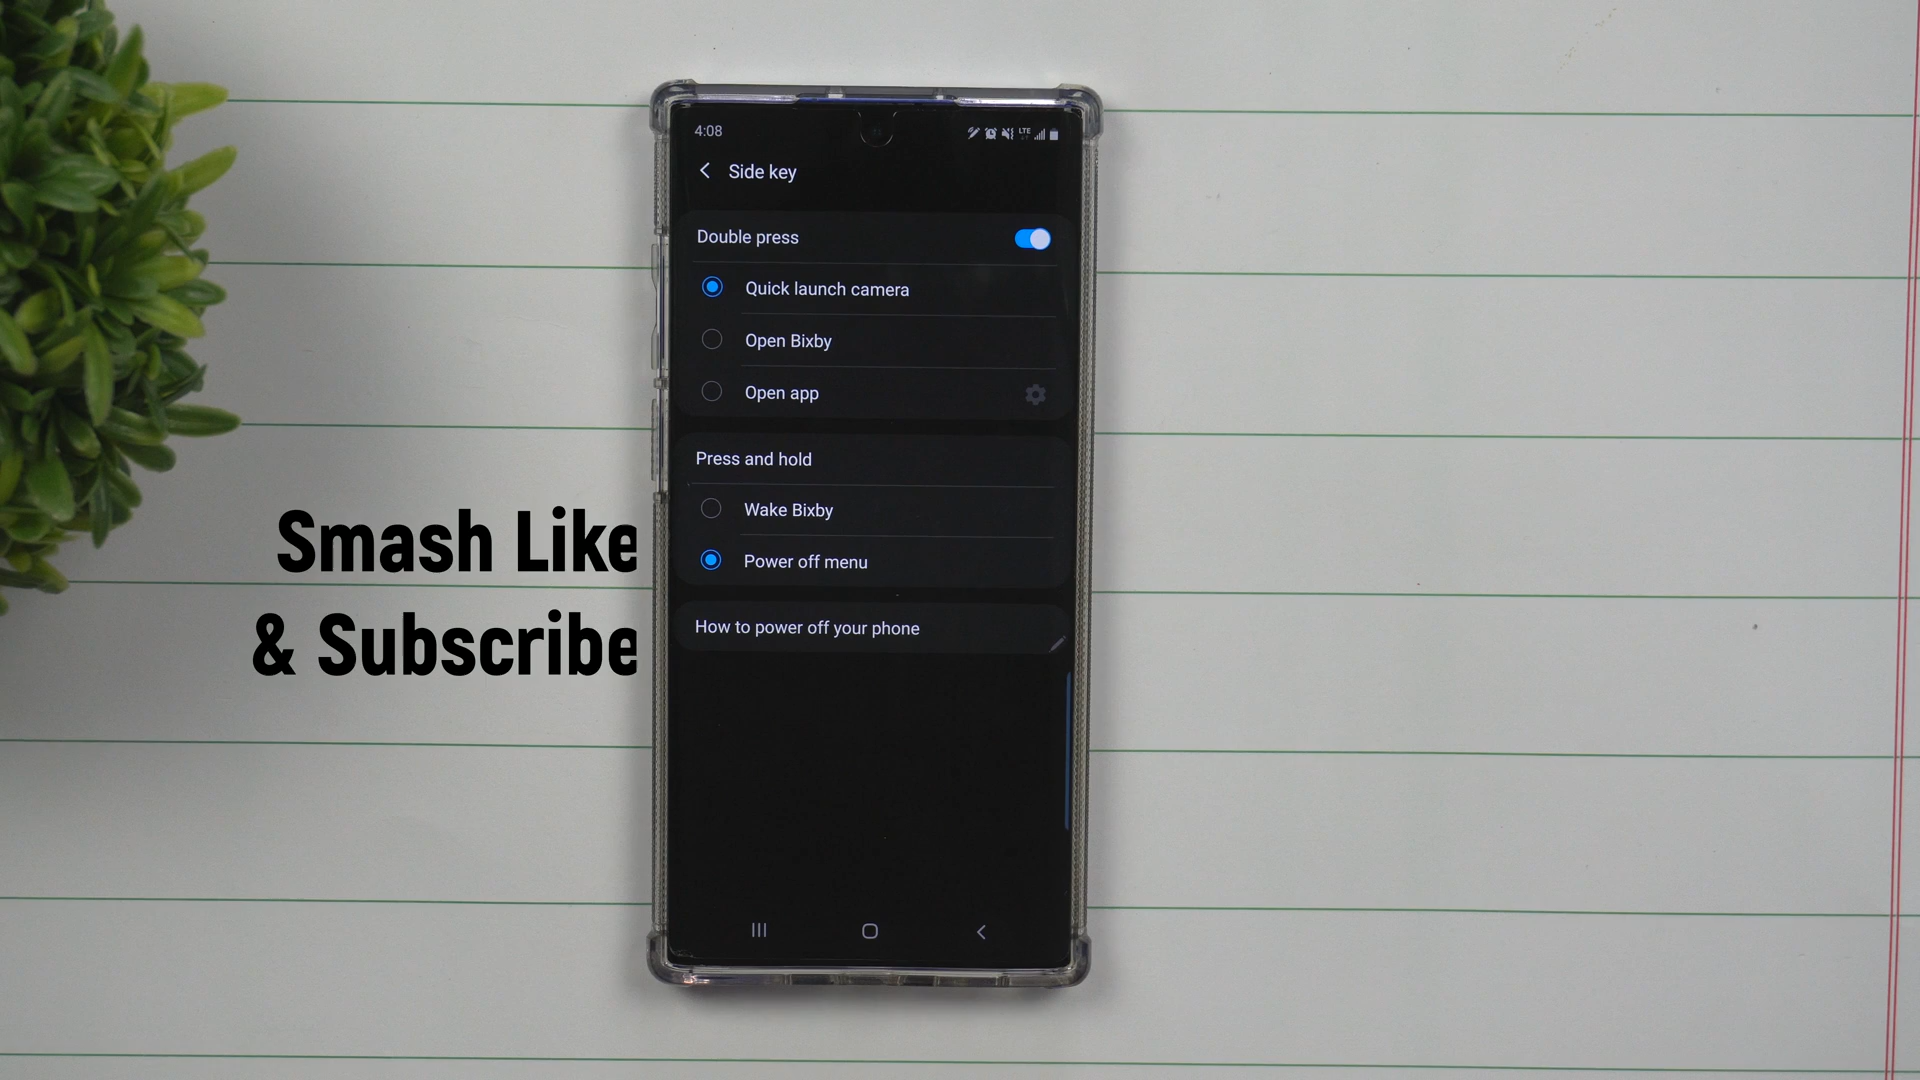 4:08
LTE
Side key
Double press
Quick launch camera
Open Bixby
Open app
Press and hold
Wake Bixby
Power off menu
How to power off your phone
Smash Like
& Subscribe